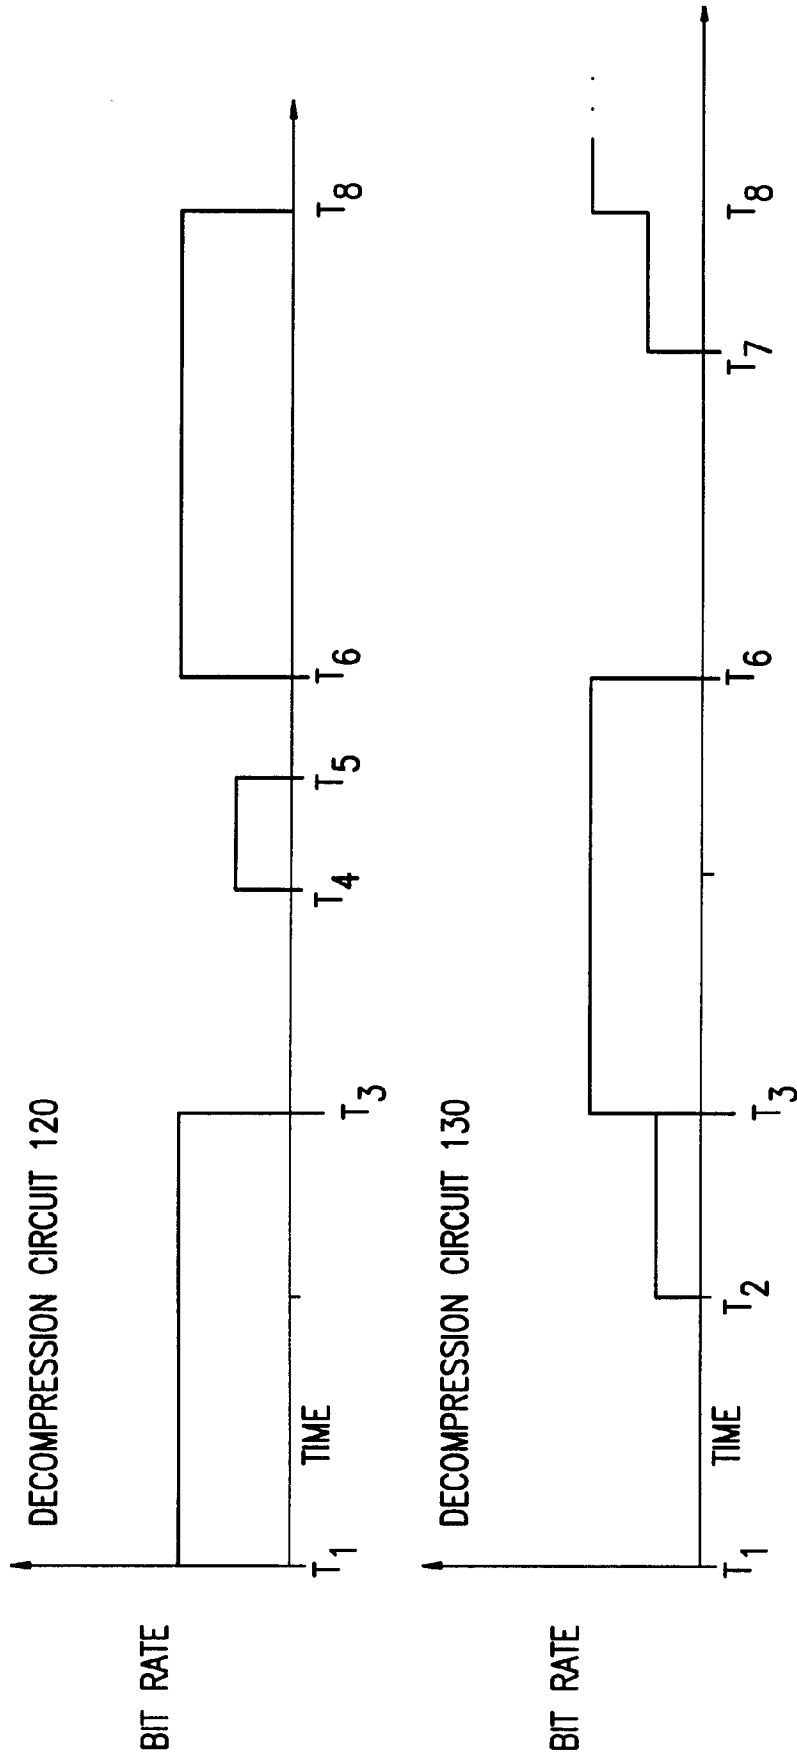 DECOMPRESSION CIRCUIT 120
BIT RATE
T1 TIME T3 T4 T5 T6 T8
DECOMPRESSION CIRCUIT 130
BIT RATE
T1 TIME T2 T3 T6 T7 T8